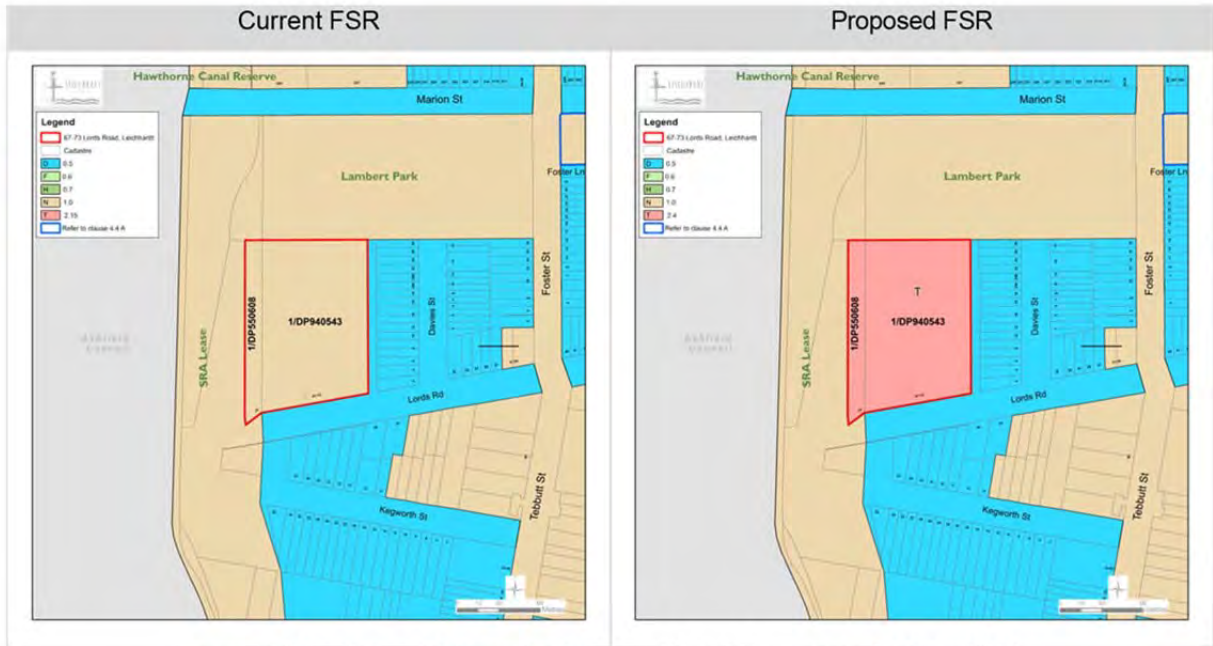 Current FSR
Proposed FSR
Hawthorne Canal Reserve
Marion St
Legend
67-73 Lords Road, Leichhardt
Cadastre
D 0.5
F 0.6
H 0.7
N 1.0
T 2.15
Refer to clause 4.4 A
Lambert Park
Foster Ln
Foster St
Davies St
1/DP550608
1/DP940543
SRA Lease
Lords Rd
Kegworth St
Tebbutt St
Hawthorne Canal Reserve
Marion St
Legend
67-73 Lords Road, Leichhardt
Cadastre
D 0.5
F 0.6
H 0.7
N 1.0
T 2.4
Refer to clause 4.4 A
Lambert Park
Foster Ln
Foster St
Davies St
T
1/DP550608
1/DP940543
SRA Lease
Lords Rd
Kegworth St
Tebbutt St